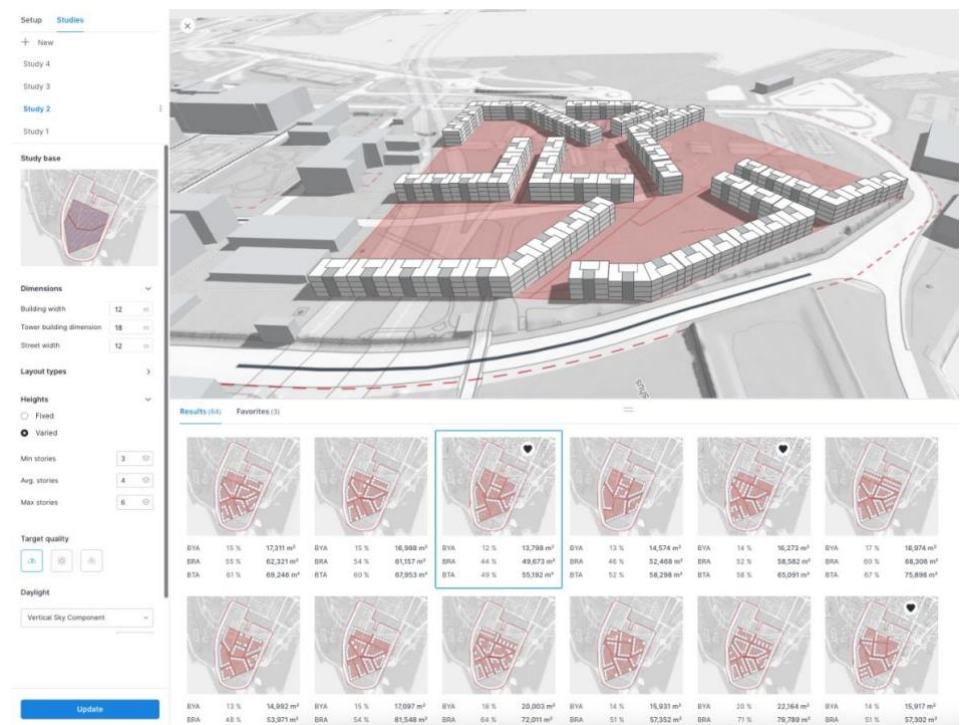 Setup Studies
+ New
Study 4
Study 3
Study 2
Study 1
Study base
Dimensions
Building width 12 m
Tower building dimension 18 m
Street width 12 m
Layout types
Heights
Fixed
Varied
Min stories 3
Avg. stories 4
Max stories 6
Target quality
Daylight
Vertical Sky Component
Update
Results (64) Favorites (3)
BYA 15 % 17,311 m² BYA 15 % 16,988 m² BYA 12 % 13,798 m² BYA 13 % 14,574 m² BYA 14 % 16,273 m² BYA 17 % 18,974 m²
BRA 55 % 62,321 m² BRA 54 % 61,157 m² BRA 44 % 49,673 m² BRA 46 % 52,468 m² BRA 52 % 58,582 m² BRA 60 % 68,308 m²
BTA 61 % 69,246 m² BTA 60 % 67,953 m² BTA 49 % 55,192 m² BTA 52 % 58,298 m² BTA 58 % 65,091 m² BTA 67 % 75,898 m²
BYA 13 % 14,992 m² BYA 15 % 17,097 m² BYA 18 % 20,003 m² BYA 14 % 15,931 m² BYA 20 % 22,164 m² BYA 14 % 15,917 m²
BRA 48 % 53,971 m² BRA 54 % 61,548 m² BRA 64 % 72,011 m² BRA 51 % 57,352 m² BRA 71 % 79,789 m² BRA 51 % 57,302 m²